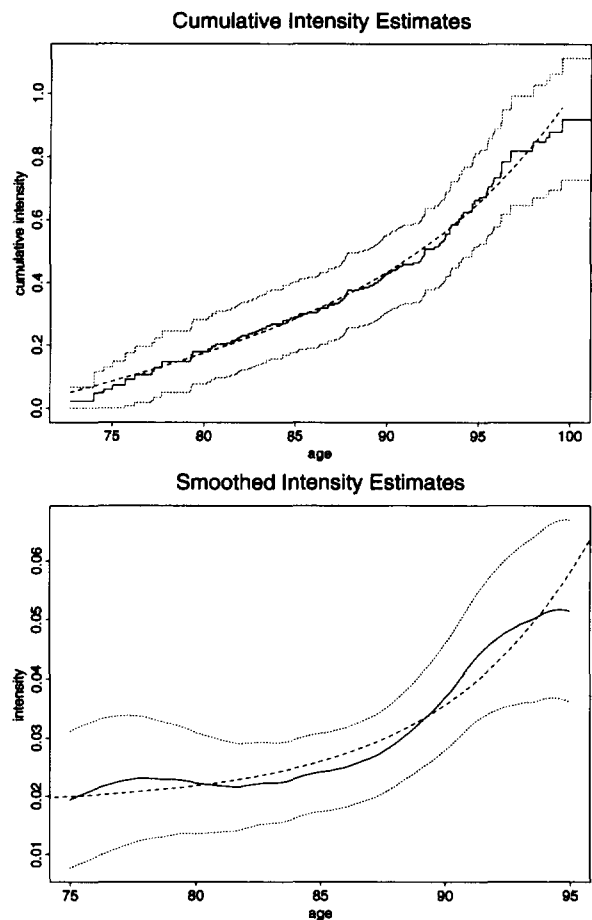 Cumulative Intensity Estimates
cumulative intensity
0.0 0.2 0.4 0.6 0.8 1.0
75 80 85 90 95 100
age
Smoothed Intensity Estimates
intensity
0.01 0.02 0.03 0.04 0.05 0.06
75 80 85 90 95
age